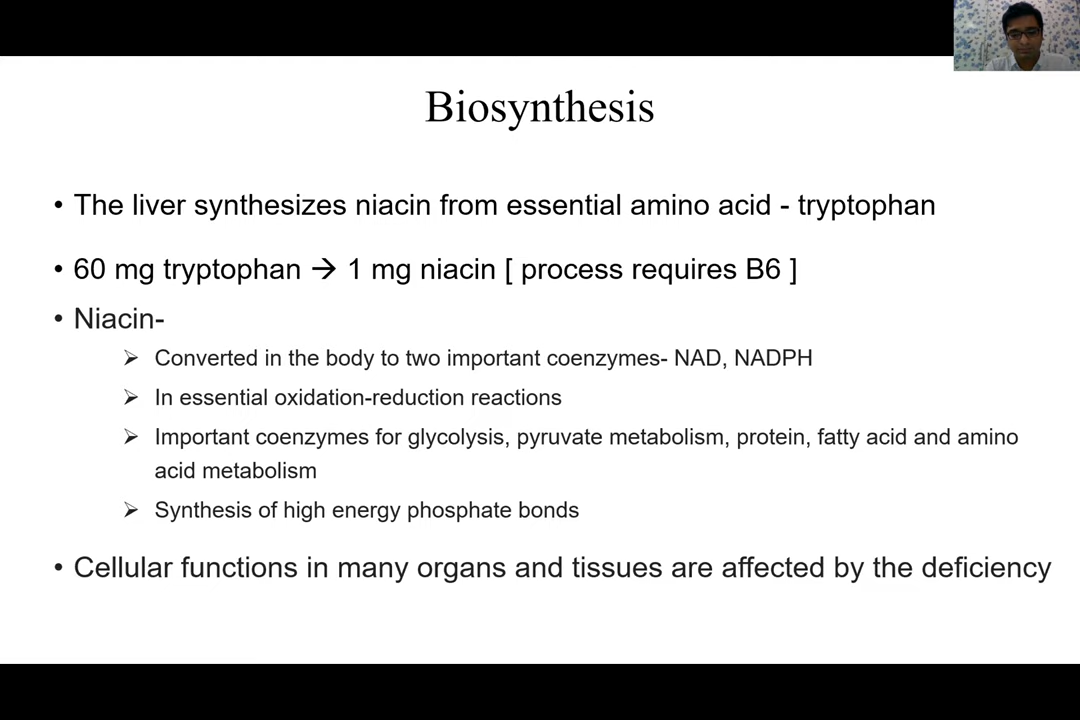 Biosynthesis
• The liver synthesizes niacin from essential amino acid - tryptophan
• 60 mg tryptophan → 1 mg niacin [ process requires B6 ]
• Niacin-
➢ Converted in the body to two important coenzymes- NAD, NADPH
➢ In essential oxidation-reduction reactions
➢ Important coenzymes for glycolysis, pyruvate metabolism, protein, fatty acid and amino
acid metabolism
➢ Synthesis of high energy phosphate bonds
• Cellular functions in many organs and tissues are affected by the deficiency